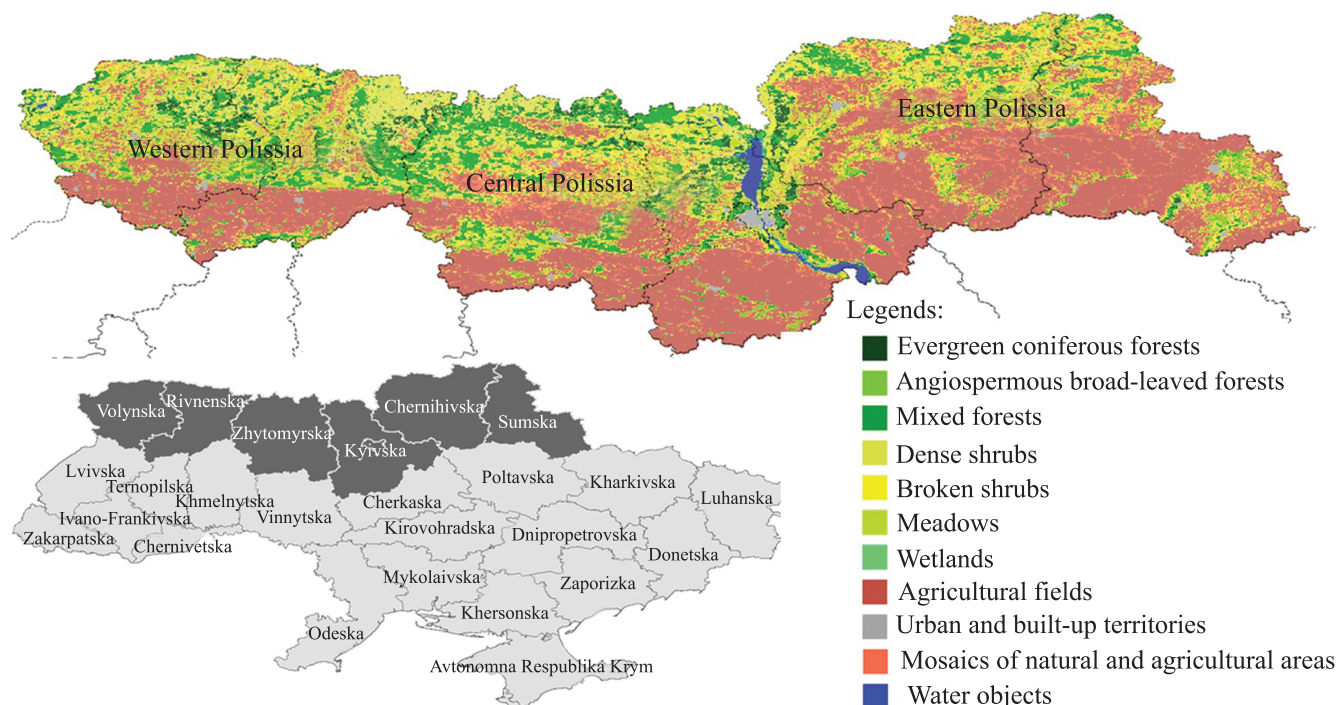 Western Polissia
Central Polissia
Eastern Polissia
Legends:
Evergreen coniferous forests
Angiospermous broad-leaved forests
Mixed forests
Dense shrubs
Broken shrubs
Meadows
Wetlands
Agricultural fields
Urban and built-up territories
Mosaics of natural and agricultural areas
Water objects
Volynska
Rivnenska
Zhytomyrska
Kyivska
Chernihivska
Sumska
Lvivska
Ternopilska
Khmelnytska
Ivano-Frankivska
Zakarpatska
Chernivetska
Vinnytska
Cherkaska
Poltavska
Kharkivska
Luhanska
Kirovohradska
Dnipropetrovska
Donetska
Mykolaivska
Zaporizka
Khersonska
Odeska
Avtonomna Respublika Krym